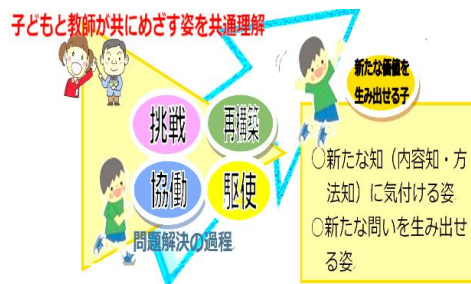 子どもと教師が共にめざす姿を共通理解
挑戦
再構築
協働
駆使
問題解決の過程
新たな価値を
生み出せる子
○新たな知（内容知・方
法知）に気付ける姿
○新たな問いを生み出せ
る姿